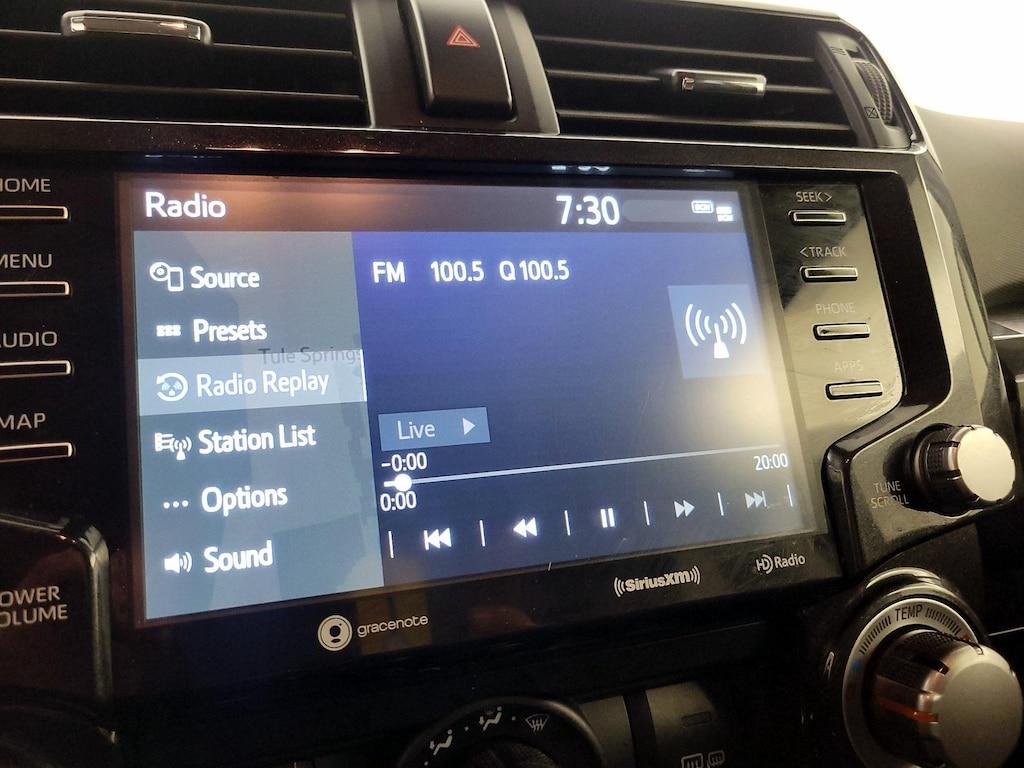 HOME
MENU
AUDIO
MAP
POWER
VOLUME
Radio
7:30
Source
Presets
Tule Springs
Radio Replay
Station List
Options
Sound
FM 100.5 Q100.5
Live
-0:00
20:00
0:00
gracenote
SiriusXM
HD Radio
SEEK >
< TRACK
PHONE
APPS
TUNE
SCROLL
TEMP
A